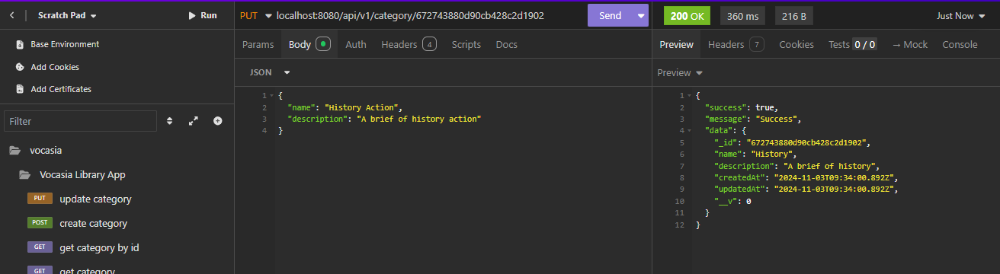 Scratch Pad
Run
Base Environment
Add Cookies
Add Certificates
Filter
vocasia
Vocasia Library App
PUT update category
POST create category
GET get category by id
GET get category
PUT localhost:8080/api/v1/category/672743880d90cb428c2d1902 Send
Params Body Auth Headers 4 Scripts Docs
JSON
1 {
2 "name": "History Action",
3 "description": "A brief of history action"
4 }
200 OK 360 ms 216 B Just Now
Preview Headers 7 Cookies Tests 0 / 0 → Mock Console
Preview
1 {
2 "success": true,
3 "message": "Success",
4 "data": {
5 "_id": "672743880d90cb428c2d1902",
6 "name": "History",
7 "description": "A brief of history",
8 "createdAt": "2024-11-03T09:34:00.892Z",
9 "updatedAt": "2024-11-03T09:34:00.892Z",
10 "__v": 0
11 }
12 }